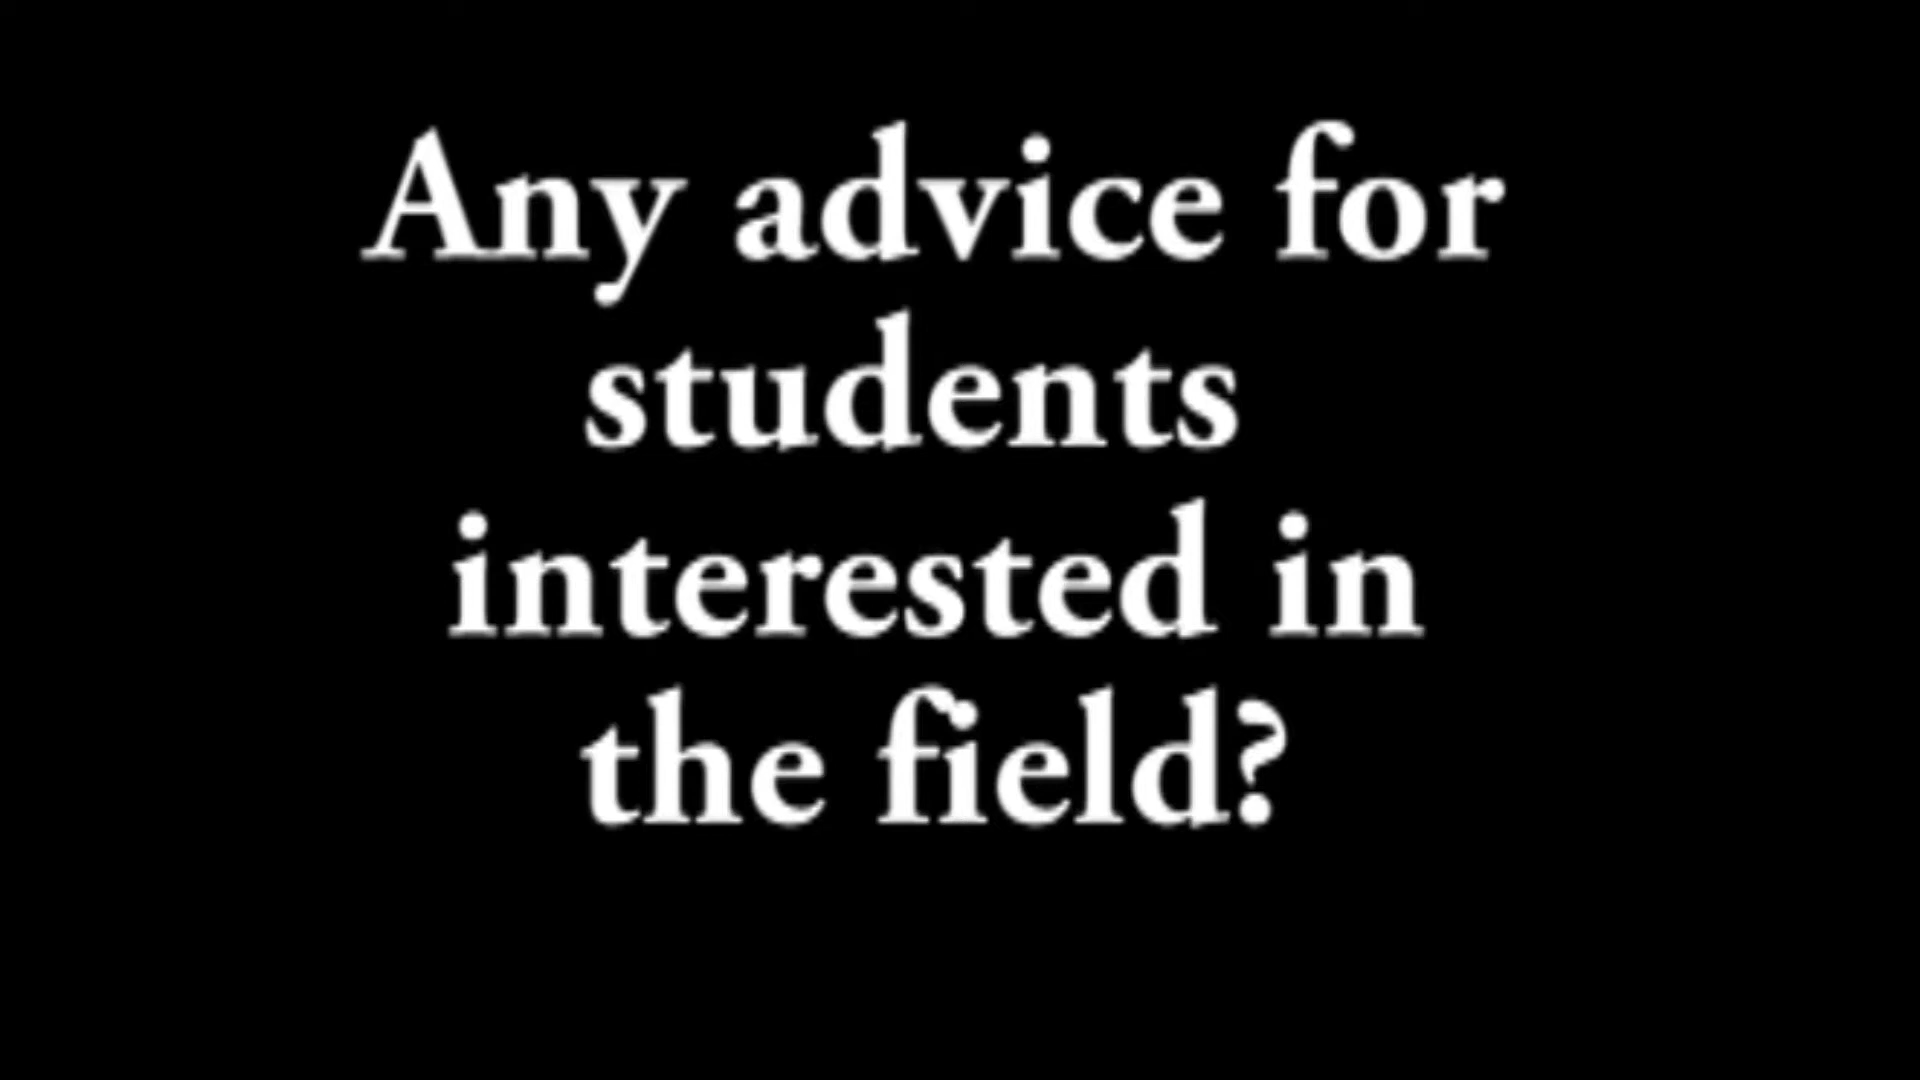 Any advice for
students
interested in
the field?